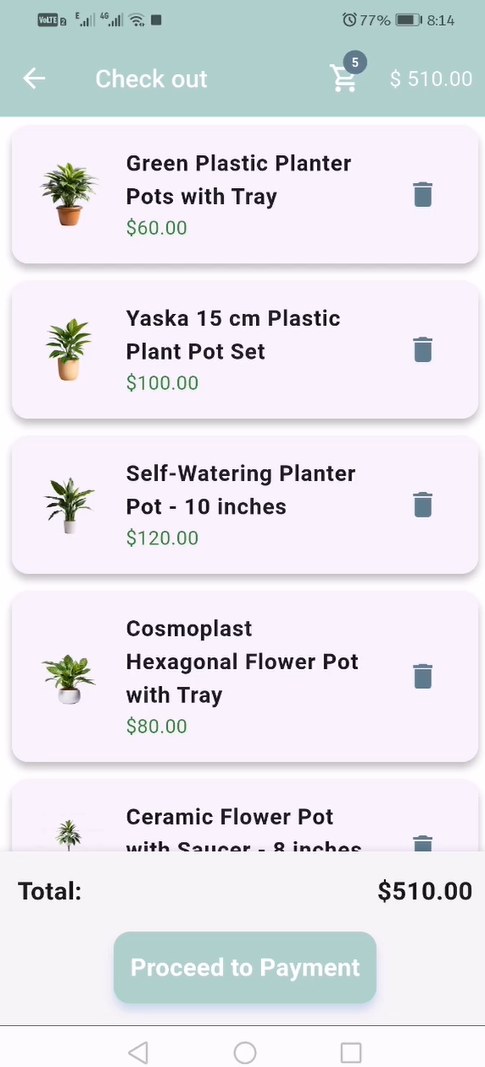 VoLTE 2 E 4G 77% 8:14
Check out 5 $ 510.00
Green Plastic Planter
Pots with Tray
$60.00
Yaska 15 cm Plastic
Plant Pot Set
$100.00
Self-Watering Planter
Pot - 10 inches
$120.00
Cosmoplast
Hexagonal Flower Pot
with Tray
$80.00
Ceramic Flower Pot
with Saucer - 8 inches
Total: $510.00
Proceed to Payment